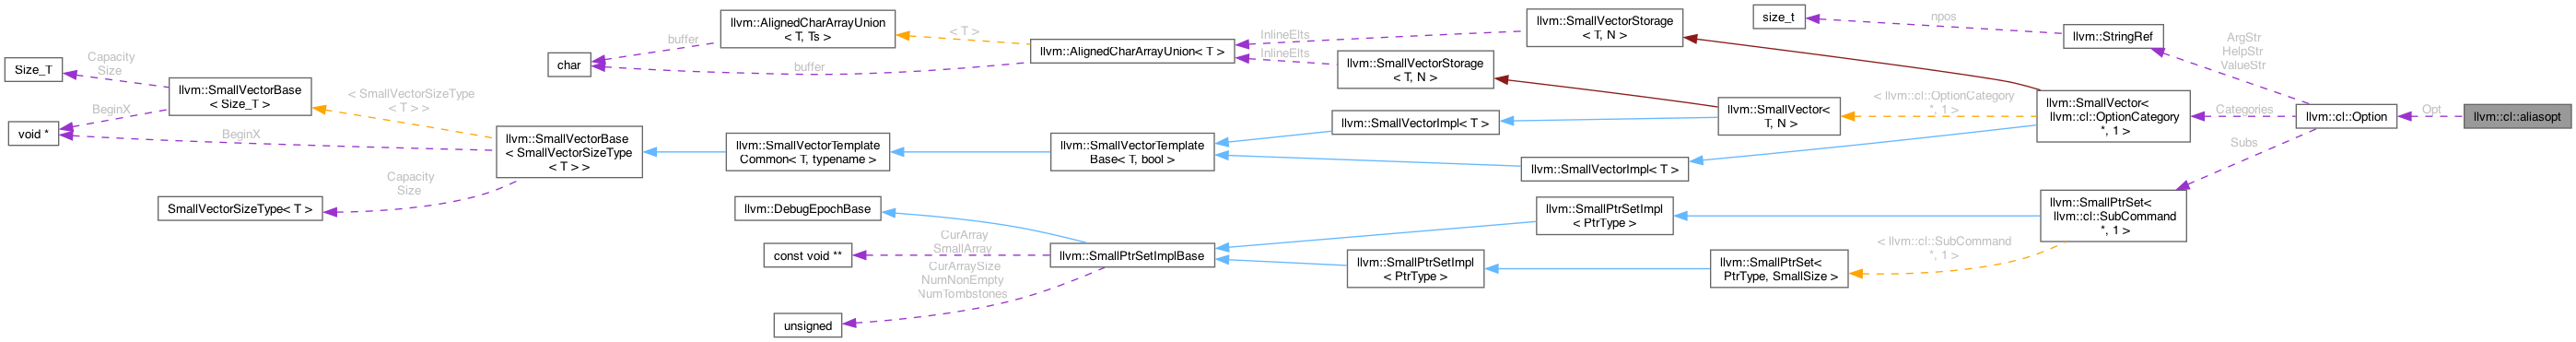 Size_T
void *
Capacity
Size
BeginX
BeginX
llvm::SmallVectorBase
< Size_T >
SmallVectorSizeType< T >
< SmallVectorSizeType
< T > >
Capacity
Size
llvm::SmallVectorBase
< SmallVectorSizeType
< T > >
char
buffer
buffer
llvm::AlignedCharArrayUnion
< T, Ts >
llvm::SmallVectorTemplate
Common< T, typename >
llvm::DebugEpochBase
const void **
unsigned
< T >
CurArray
SmallArray
CurArraySize
NumNonEmpty
NumTombstones
llvm::AlignedCharArrayUnion< T >
llvm::SmallVectorTemplate
Base< T, bool >
llvm::SmallPtrSetImplBase
InlineElts
InlineElts
llvm::SmallVectorStorage
< T, N >
llvm::SmallVectorStorage
< T, N >
llvm::SmallVectorImpl< T >
llvm::SmallVectorImpl< T >
llvm::SmallPtrSetImpl
< PtrType >
llvm::SmallPtrSetImpl
< PtrType >
size_t
llvm::SmallVector<
T, N >
llvm::SmallPtrSet<
PtrType, SmallSize >
npos
< llvm::cl::OptionCategory
*, 1 >
< llvm::cl::SubCommand
*, 1 >
llvm::StringRef
llvm::SmallVector<
llvm::cl::OptionCategory
*, 1 >
llvm::SmallPtrSet<
llvm::cl::SubCommand
*, 1 >
ArgStr
HelpStr
ValueStr
Categories
Subs
llvm::cl::Option
Opt
llvm::cl::aliasopt